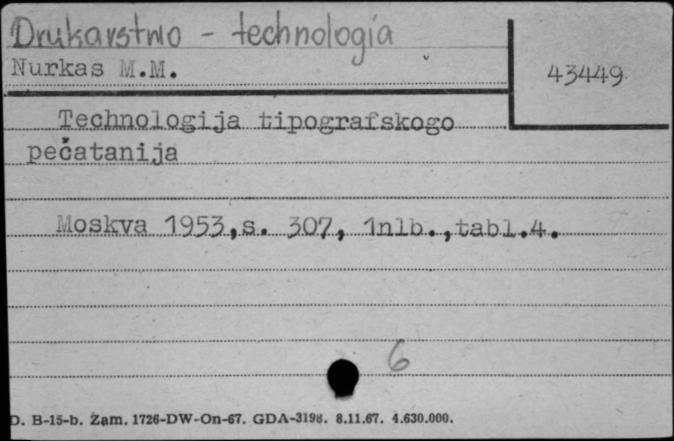 Drukarstwo - technologia
Nurkas M.M.
43449
Technologija tipografskogo
pečatanija
Moskva 1953,s. 307, 1nlb.,tabl.4.
6
D. B-15-b. Zam. 1726-DW-On-67. GDA-3198. 8.11.67. 4.630.000.